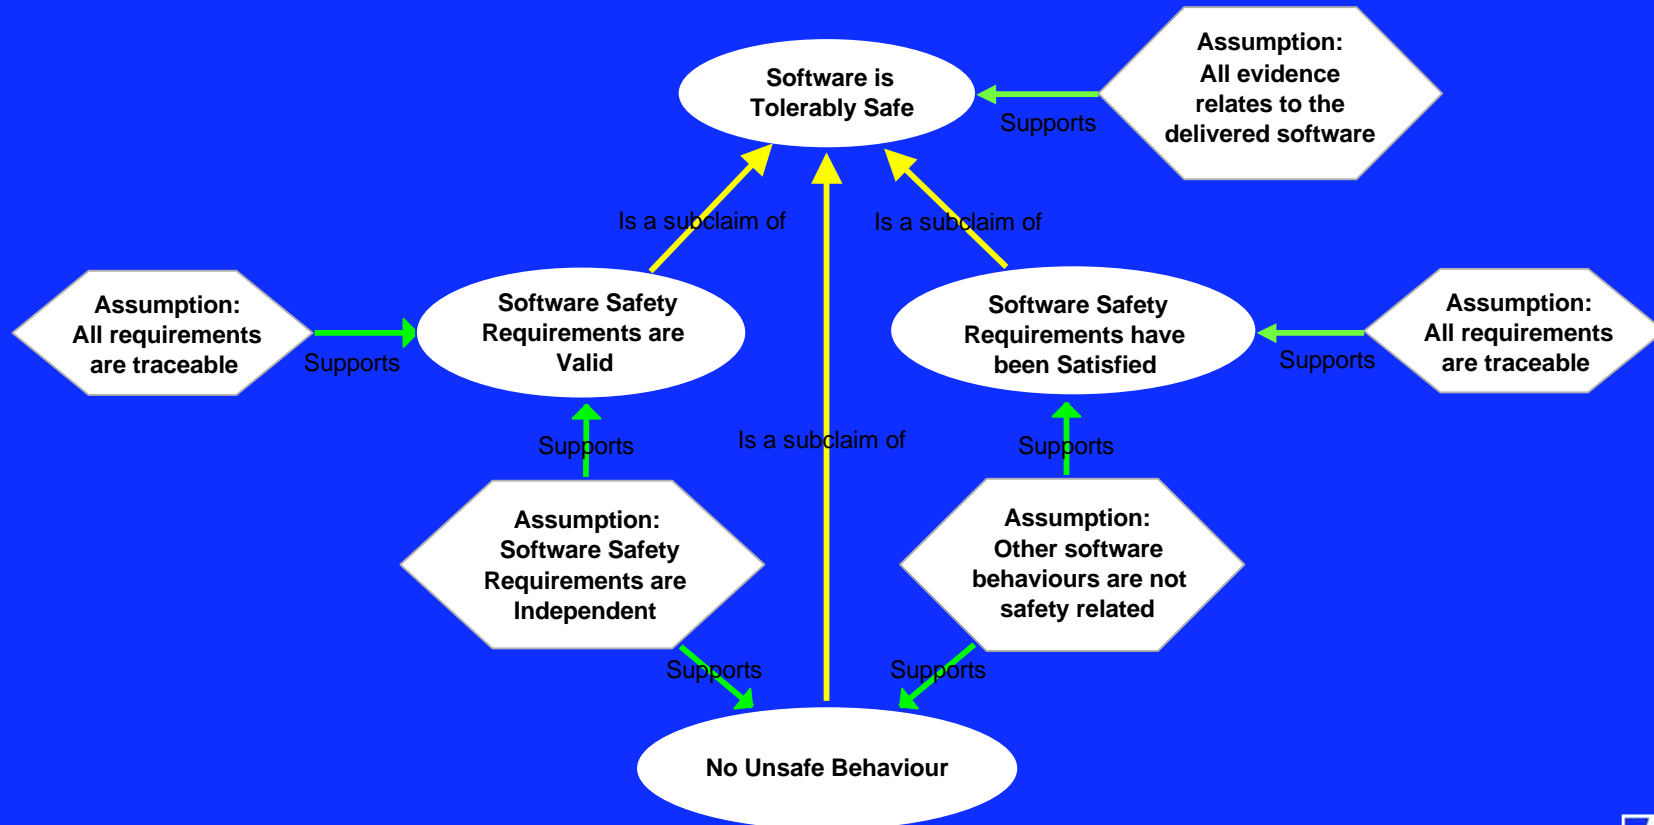 Software is
Tolerably Safe
Assumption:
All evidence
relates to the
delivered software
Supports
Is a subclaim of
Is a subclaim of
Assumption:
All requirements
are traceable
Supports
Software Safety
Requirements are
Valid
Software Safety
Requirements have
been Satisfied
Supports
Assumption:
All requirements
are traceable
Supports
Is a subclaim of
Supports
Assumption:
Software Safety
Requirements are
Independent
Assumption:
Other software
behaviours are not
safety related
Supports
Supports
No Unsafe Behaviour